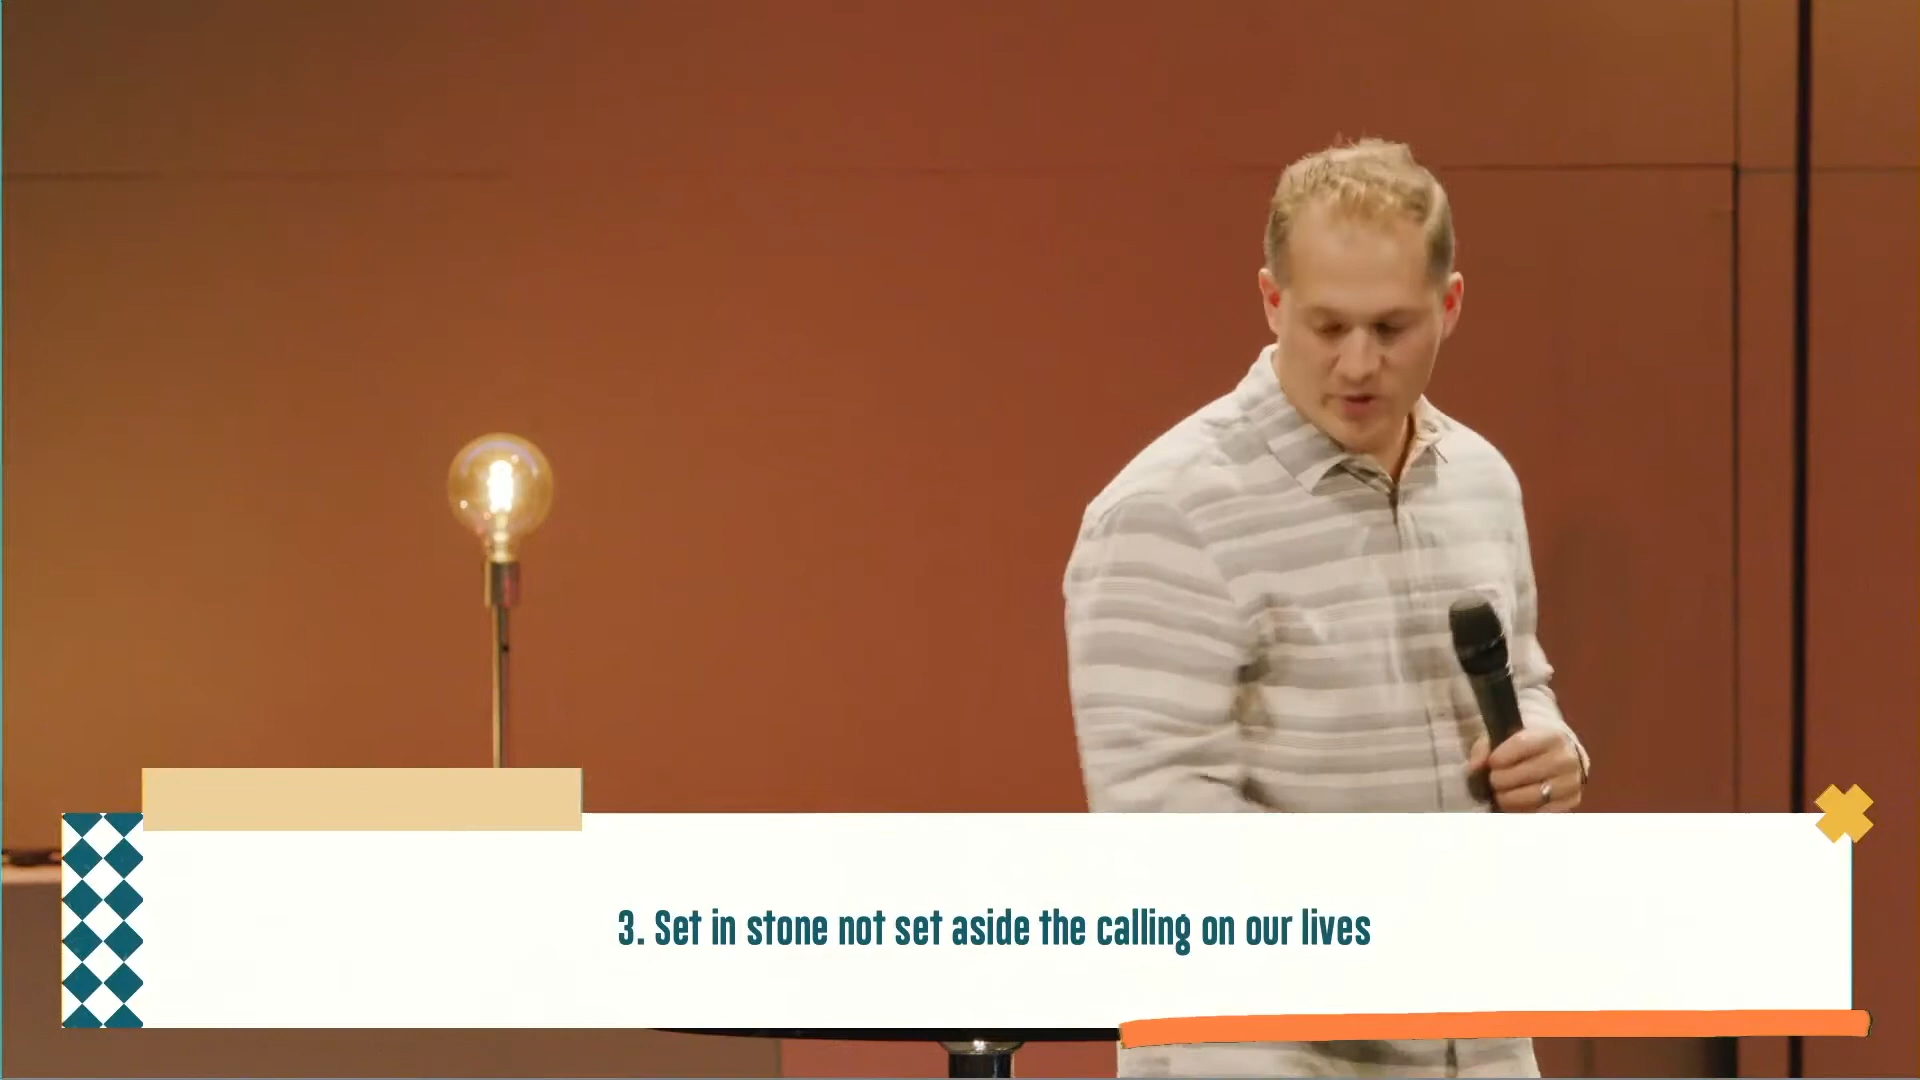 3. Set in stone not set aside the calling on our lives